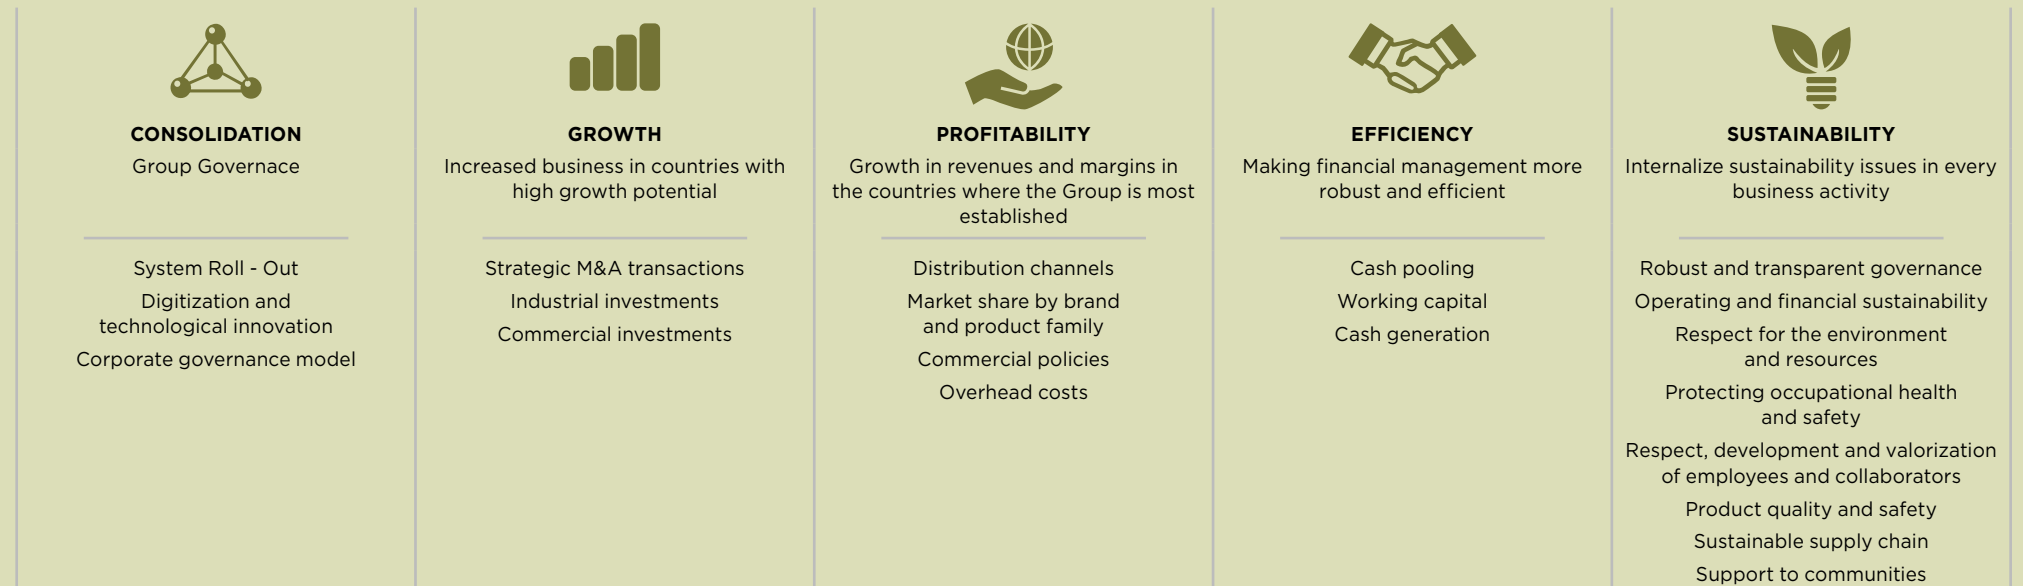 CONSOLIDATION
Group Governace
System Roll - Out
Digitization and
technological innovation
Corporate governance model
GROWTH
Increased business in countries with
high growth potential
Strategic M&A transactions
Industrial investments
Commercial investments
PROFITABILITY
Growth in revenues and margins in
the countries where the Group is most
established
Distribution channels
Market share by brand
and product family
Commercial policies
Overhead costs
EFFICIENCY
Making financial management more
robust and efficient
Cash pooling
Working capital
Cash generation
SUSTAINABILITY
Internalize sustainability issues in every
business activity
Robust and transparent governance
Operating and financial sustainability
Respect for the environment
and resources
Protecting occupational health
and safety
Respect, development and valorization
of employees and collaborators
Product quality and safety
Sustainable supply chain
Support to communities